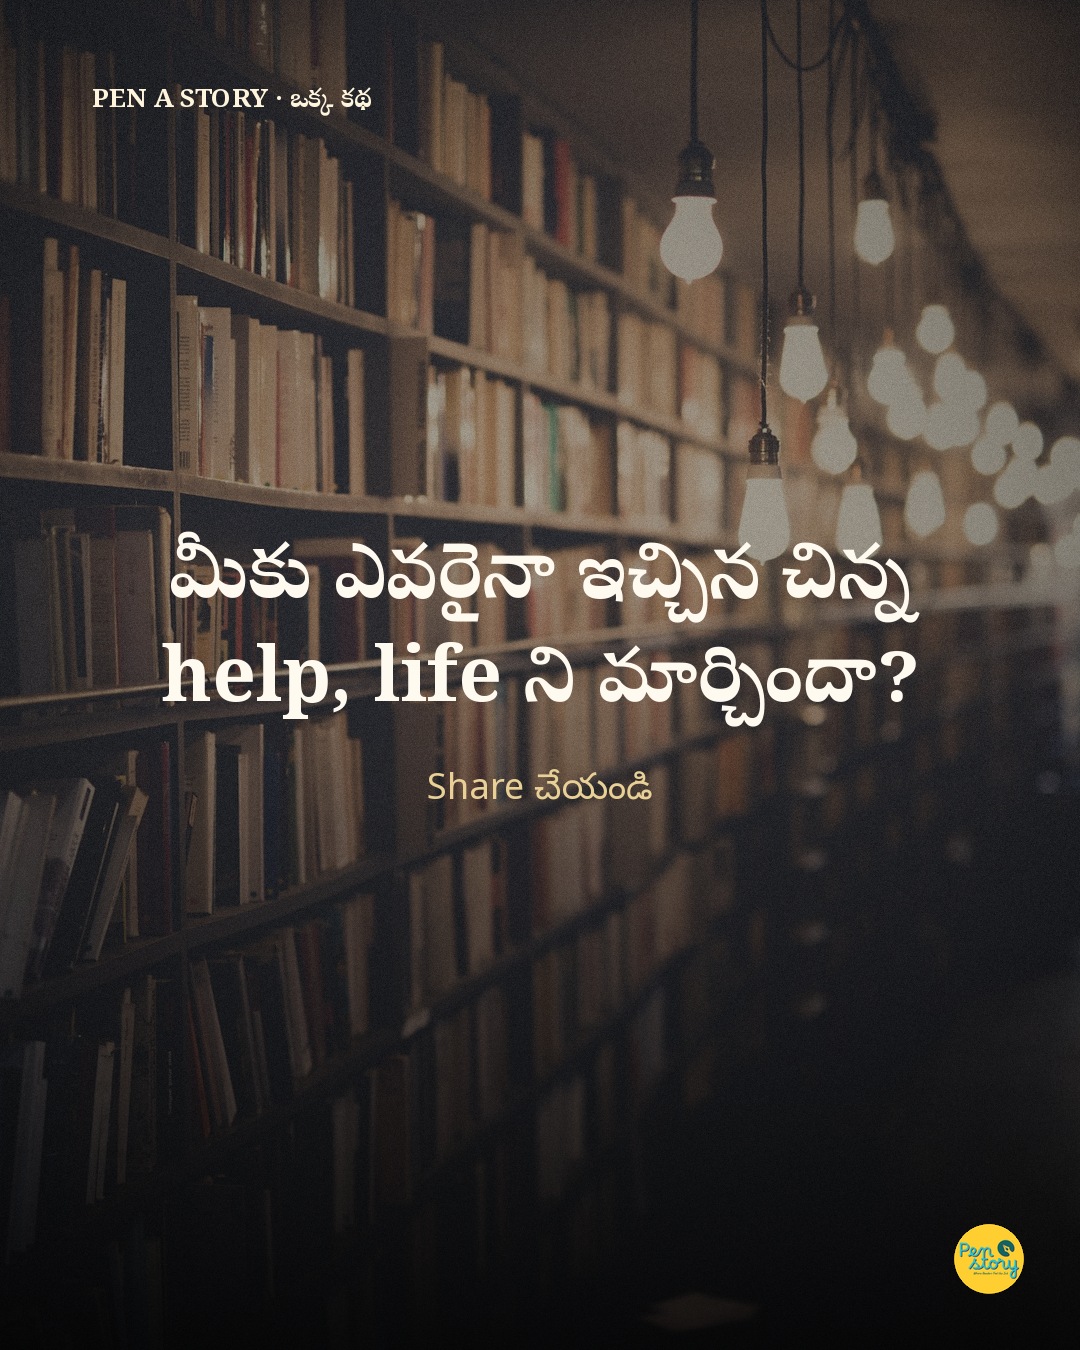 PEN A STORY · ఒక్క కథ
మీకు ఎవరైనా ఇచ్చిన చిన్న
help, life ని మార్చిందా?
Share చేయండి
Pen
story